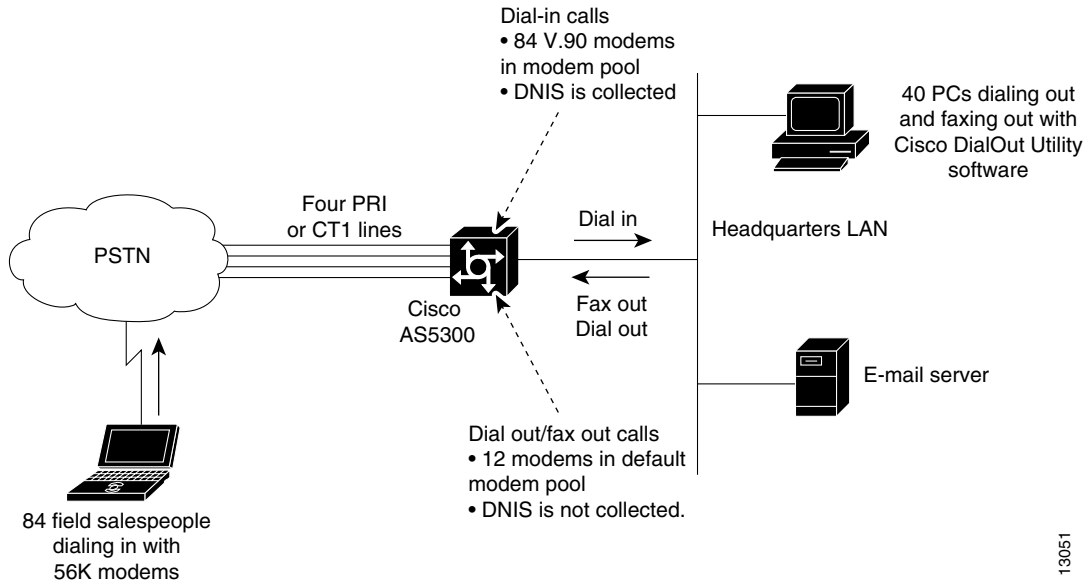 Dial-in calls
• 84 V.90 modems
in modem pool
• DNIS is collected
40 PCs dialing out
and faxing out with
Cisco DialOut Utility
software
Four PRI
or CT1 lines
Dial in
Headquarters LAN
PSTN
Cisco
AS5300
Fax out
Dial out
E-mail server
Dial out/fax out calls
• 12 modems in default
modem pool
• DNIS is not collected.
84 field salespeople
dialing in with
56K modems
13051